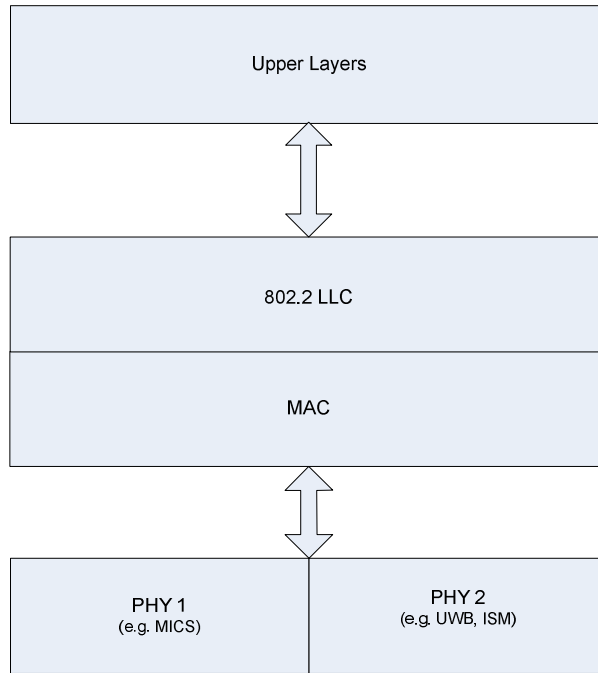 Upper Layers
802.2 LLC
MAC
PHY 1
(e.g. MICS)
PHY 2
(e.g. UWB, ISM)